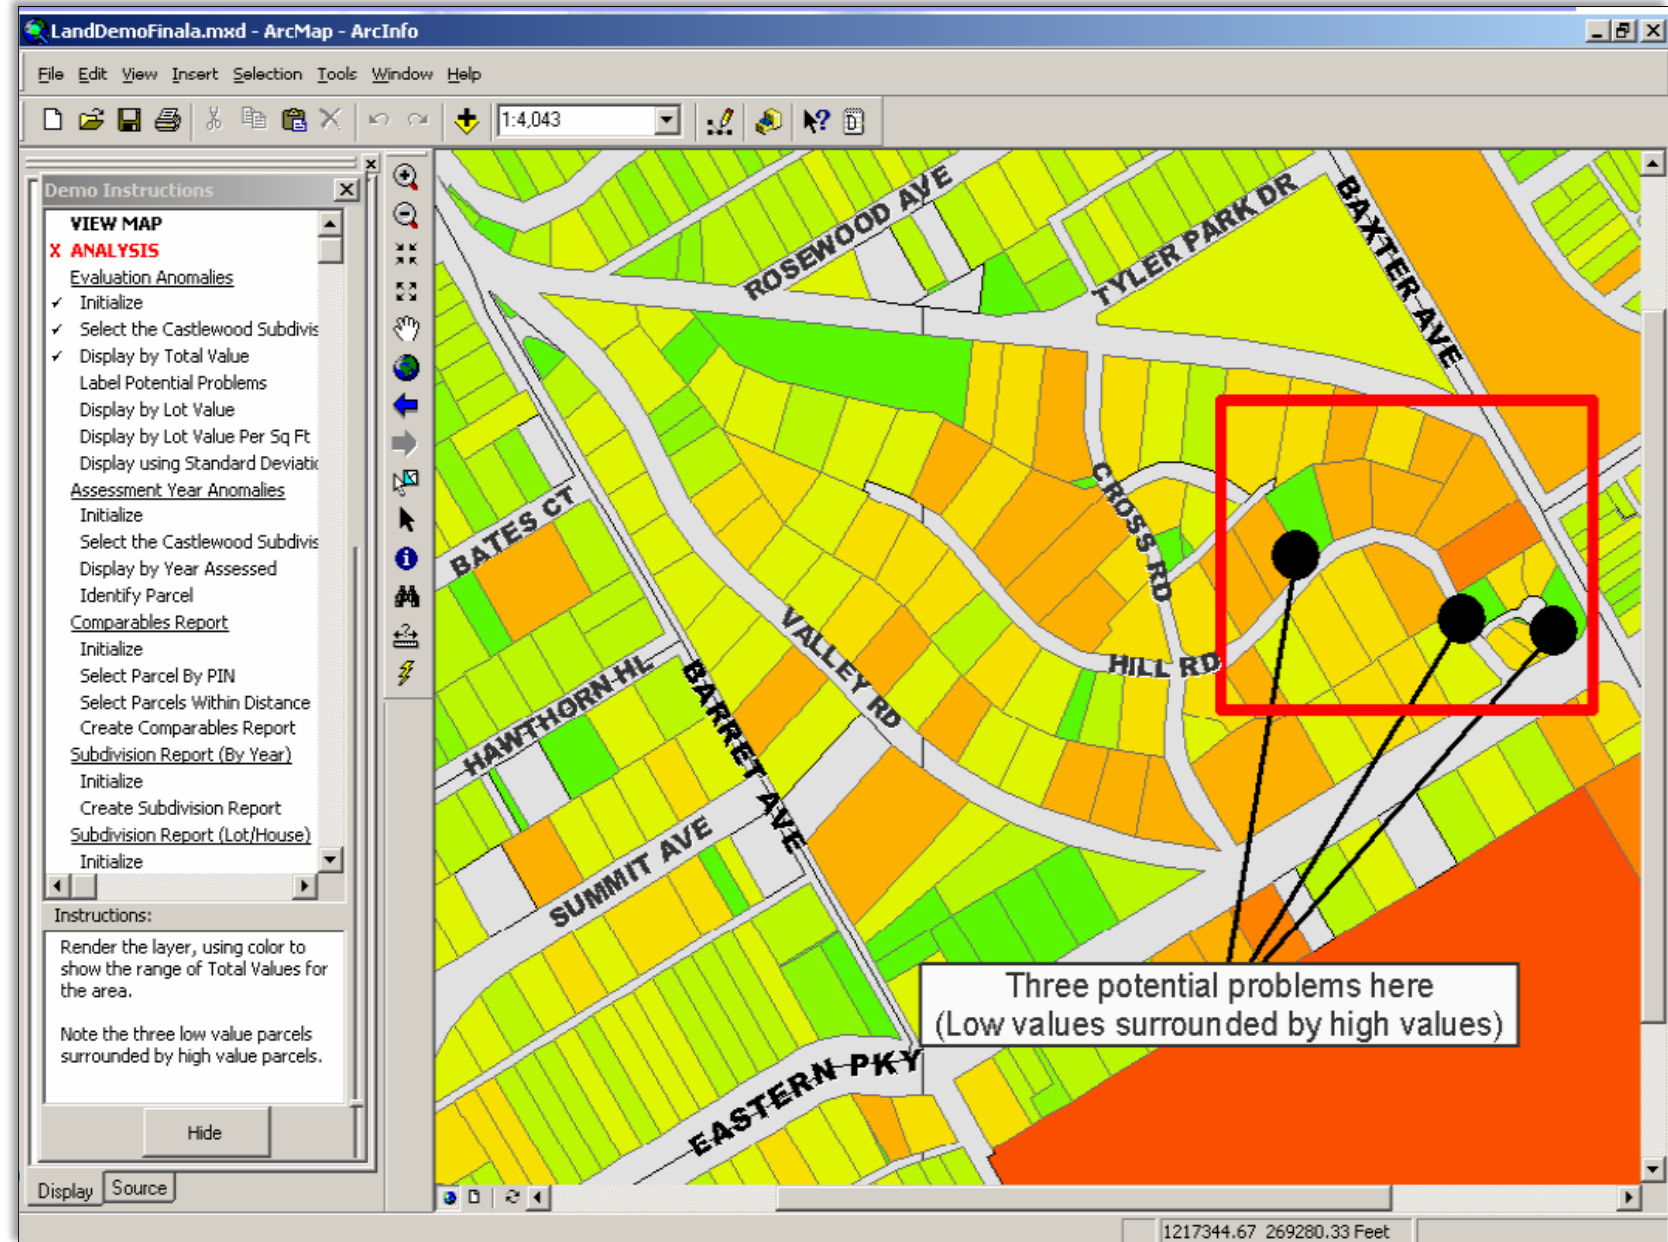 LandDemoFinala.mxd - ArcMap - ArcInfo
File Edit View Insert Selection Tools Window Help
1:4,043
Demo Instructions
VIEW MAP
X ANALYSIS
Evaluation Anomalies
✓ Initialize
✓ Select the Castlewood Subdivis
✓ Display by Total Value
Label Potential Problems
Display by Lot Value
Display by Lot Value Per Sq Ft
Display using Standard Deviatic
Assessment Year Anomalies
Initialize
Select the Castlewood Subdivis
Display by Year Assessed
Identify Parcel
Comparables Report
Initialize
Select Parcel By PIN
Select Parcels Within Distance
Create Comparables Report
Subdivision Report (By Year)
Initialize
Create Subdivision Report
Subdivision Report (Lot/House)
Initialize
Instructions:
Render the layer, using color to
show the range of Total Values for
the area.
Note the three low value parcels
surrounded by high value parcels.
Hide
Display Source
ROSEWOOD AVE
TYLER PARK DR
BAXTER AVE
CROSS RD
BATES CT
VALLEY RD
HILL RD
HAWTHORN HL
BARRET AVE
SUMMIT AVE
EASTERN PKY
Three potential problems here
(Low values surrounded by high values)
1217344.67 269280.33 Feet